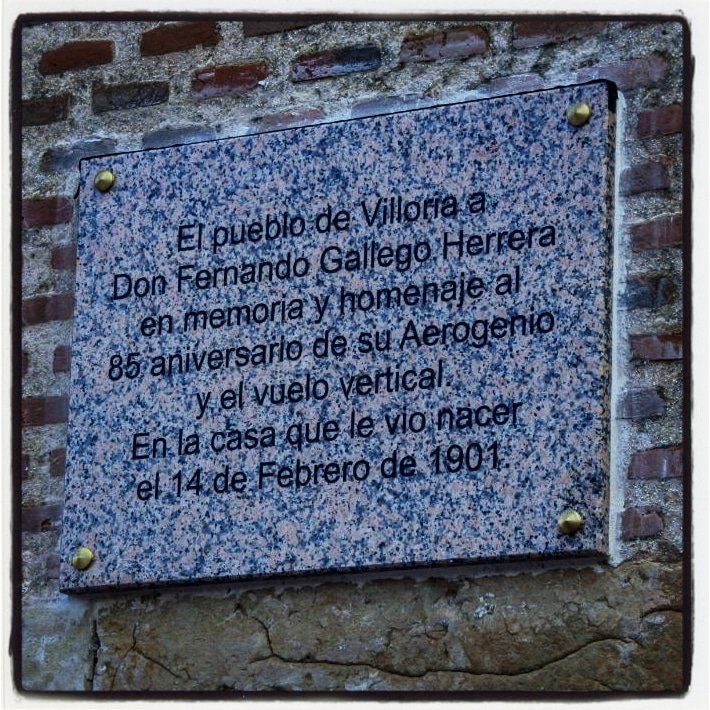 El pueblo de Villoria a
Don Fernando Gallego Herrera
en memoria y homenaje al
85 aniversario de su Aerogenio
y el vuelo vertical.
En la casa que le vio nacer
el 14 de Febrero de 1901.